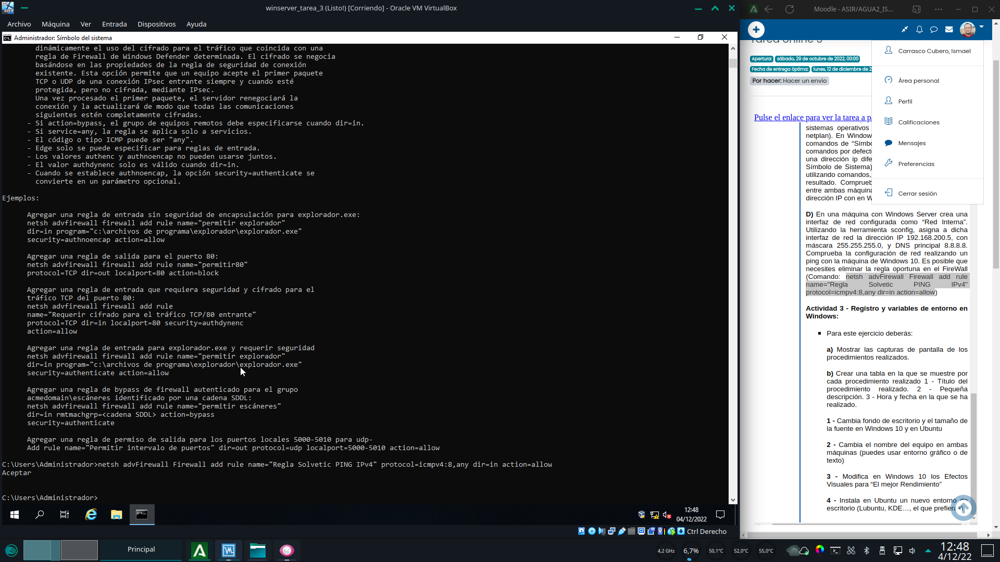 winserver_tarea_3 (Listo!) [Corriendo] - Oracle VM VirtualBox
Archivo Máquina Ver Entrada Dispositivos Ayuda
Administrador: Símbolo del sistema
dinámicamente el uso del cifrado para el tráfico que coincida con una
regla de Firewall de Windows Defender determinada. El cifrado se negocia
basándose en las propiedades de la regla de seguridad de conexión
existente. Esta opción permite que un equipo acepte el primer paquete
TCP o UDP de una conexión IPsec entrante siempre y cuando esté
protegida, pero no cifrada, mediante IPsec.
Una vez procesado el primer paquete, el servidor renegociará la
conexión y la actualizará de modo que todas las comunicaciones
siguientes estén completamente cifradas.
- Si action=bypass, el grupo de equipos remotos debe especificarse cuando dir=in.
- Si service=any, la regla se aplica solo a servicios.
- El código o tipo ICMP puede ser "any".
- Edge solo se puede especificar para reglas de entrada.
- Los valores authenc y authnoencap no pueden usarse juntos.
- El valor authdynenc solo es válido cuando dir=in.
- Cuando se establece authnoencap, la opción security=authenticate se
convierte en un parámetro opcional.
Ejemplos:
Agregar una regla de entrada sin seguridad de encapsulación para explorador.exe:
netsh advfirewall firewall add rule name="permitir explorador"
dir=in program="c:\archivos de programa\explorador\explorador.exe"
security=authnoencap action=allow
Agregar una regla de salida para el puerto 80:
netsh advfirewall firewall add rule name="permitir80"
protocol=TCP dir=out localport=80 action=block
Agregar una regla de entrada que requiera seguridad y cifrado para el
tráfico TCP del puerto 80:
netsh advfirewall firewall add rule
name="Requerir cifrado para el tráfico TCP/80 entrante"
protocol=TCP dir=in localport=80 security=authdynenc
action=allow
Agregar una regla de entrada para explorador.exe y requerir seguridad
netsh advfirewall firewall add rule name="permitir explorador"
dir=in program="c:\archivos de programa\explorador\explorador.exe"
security=authenticate action=allow
Agregar una regla de bypass de firewall autenticado para el grupo
acmedomain\escáneres identificado por una cadena SDDL:
netsh advfirewall firewall add rule name="permitir escáneres"
dir=in rmtmachgrp=<cadena SDDL> action=bypass
security=authenticate
Agregar una regla de permiso de salida para los puertos locales 5000-5010 para udp-
Add rule name="Permitir intervalo de puertos" dir=out protocol=udp localport=5000-5010 action=allow
C:\Users\Administrador>netsh advFirewall Firewall add rule name="Regla Solvetic PING IPv4" protocol=icmpv4:8,any dir=in action=allow
Aceptar
C:\Users\Administrador>
12:48
04/12/2022
Ctrl Derecho
Moodle - ASIR/AGUA2_IS...
Tarea online 3
Apertura: sábado, 29 de octubre de 2022, 00:00
Fecha de entrega óptima: lunes, 12 de diciembre de 2
Por hacer: Hacer un envío
Carrasco Cubero, Ismael
Área personal
Perfil
Calificaciones
Mensajes
Preferencias
Cerrar sesión
Pulse el enlace para ver la tarea a p
sistemas operativos
netplan). En Window
comandos de "Símbo
comandos por defect
una dirección ip dife
Símbolo de Sistema)
utilizando comandos,
resultado. Comprueb
entre ambas máquina
dirección IP con en W
D) En una máquina con Windows Server crea una
interfaz de red configurada como "Red Interna".
Utilizando la herramienta sconfig, asigna a dicha
interfaz de red la dirección IP 192.168.200.5, con
máscara 255.255.255.0, y DNS principal 8.8.8.8.
Comprueba la configuración de red realizando un
ping con la máquina de Windows 10. Es posible que
necesites eliminar la regla oportuna en el FireWall
(Comando: netsh advFirewall Firewall add rule
name="Regla Solvetic PING IPv4"
protocol=icmpv4:8,any dir=in action=allow)
Actividad 3 - Registro y variables de entorno en
Windows:
Para este ejercicio deberás:
a) Mostrar las capturas de pantalla de los
procedimientos realizados.
b) Crear una tabla en la que se muestre por
cada procedimiento realizado 1 - Título del
procedimiento realizado. 2 - Pequeña
descripción. 3 - Hora y fecha en la que se ha
realizado.
1 - Cambia fondo de escritorio y el tamaño de
la fuente en Windows 10 y en Ubuntu
2 - Cambia el nombre del equipo en ambas
máquinas (puedes usar entorno gráfico o de
texto)
3 - Modifica en Windows 10 los Efectos
Visuales para "El mejor Rendimiento"
4 - Instala en Ubuntu un nuevo entorno de
escritorio (Lubuntu, KDE…, el que prefieras)
Principal
4,2 GHz 6,7% 50,1°C 52,0°C 55,0°C
12:48
4/12/22